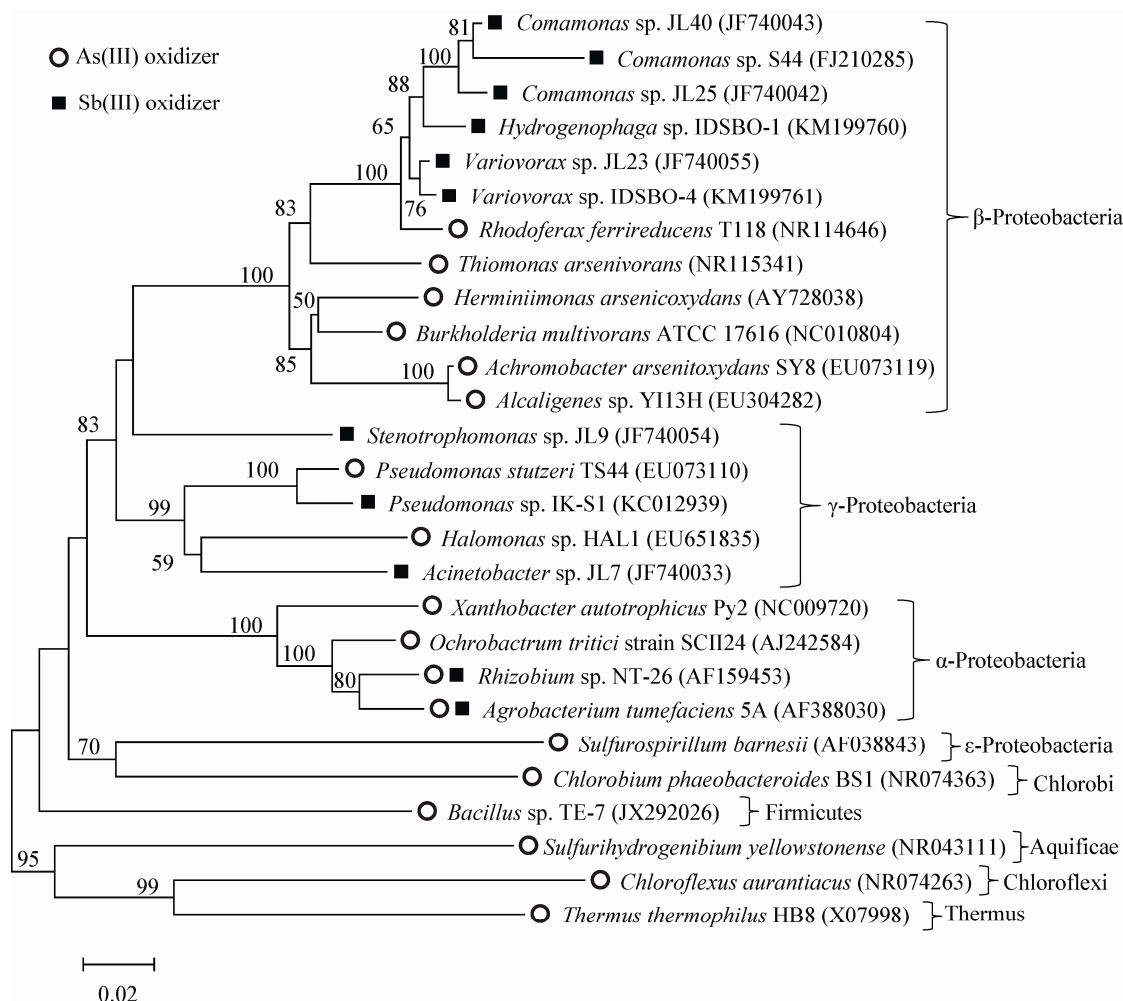 81
Comamonas sp. JL40 (JF740043)
As(III) oxidizer
100
Comamonas sp. S44 (FJ210285)
88
Comamonas sp. JL25 (JF740042)
Sb(III) oxidizer
65
Hydrogenophaga sp. IDSBO-1 (KM199760)
100
Variovorax sp. JL23 (JF740055)
83
76
Variovorax sp. IDSBO-4 (KM199761)
β-Proteobacteria
Rhodoferax ferrireducens T118 (NR114646)
Thiomonas arsenivorans (NR115341)
100
50
Herminiimonas arsenicoxydans (AY728038)
Burkholderia multivorans ATCC 17616 (NC010804)
85
100
Achromobacter arsenitoxydans SY8 (EU073119)
Alcaligenes sp. YI13H (EU304282)
83
Stenotrophomonas sp. JL9 (JF740054)
100
Pseudomonas stutzeri TS44 (EU073110)
99
Pseudomonas sp. IK-S1 (KC012939)
γ-Proteobacteria
Halomonas sp. HAL1 (EU651835)
59
Acinetobacter sp. JL7 (JF740033)
Xanthobacter autotrophicus Py2 (NC009720)
100
Ochrobactrum tritici strain SCII24 (AJ242584)
100
α-Proteobacteria
80
Rhizobium sp. NT-26 (AF159453)
Agrobacterium tumefaciens 5A (AF388030)
70
Sulfurospirillum barnesii (AF038843)
ε-Proteobacteria
Chlorobium phaeobacteroides BS1 (NR074363)
Chlorobi
Bacillus sp. TE-7 (JX292026)
Firmicutes
95
Sulfurihydrogenibium yellowstonense (NR043111)
Aquificae
99
Chloroflexus aurantiacus (NR074263)
Chloroflexi
Thermus thermophilus HB8 (X07998)
Thermus
0.02